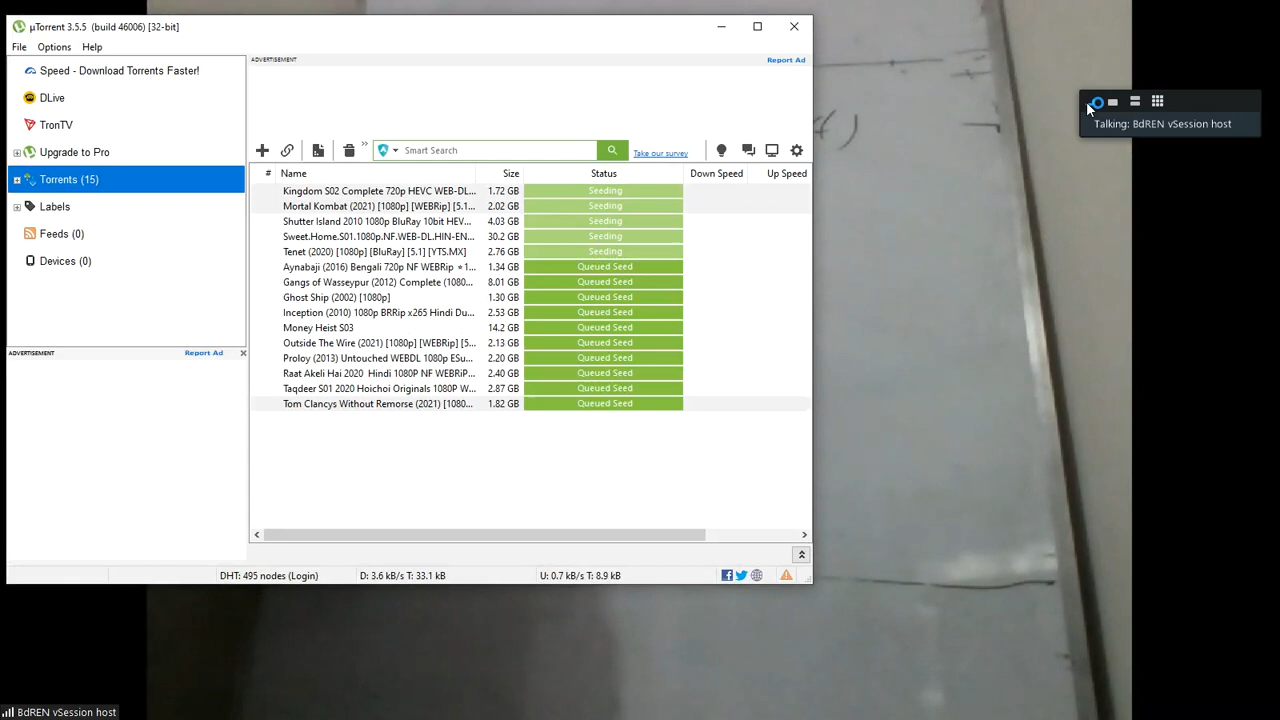 µTorrent 3.5.5 (build 46006) [32-bit]
File Options Help
Speed - Download Torrents Faster!
DLive
TronTV
Upgrade to Pro
Torrents (15)
Labels
Feeds (0)
Devices (0)
ADVERTISEMENT Report Ad
ADVERTISEMENT Report Ad
Smart Search Take our survey
# Name Size Status Down Speed Up Speed
Kingdom S02 Complete 720p HEVC WEB-DL... 1.72 GB Seeding
Mortal Kombat (2021) [1080p] [WEBRip] [5.1... 2.02 GB Seeding
Shutter Island 2010 1080p BluRay 10bit HEV... 4.03 GB Seeding
Sweet.Home.S01.1080p.NF.WEB-DL.HIN-EN... 30.2 GB Seeding
Tenet (2020) [1080p] [BluRay] [5.1] [YTS.MX] 2.76 GB Seeding
Aynabaji (2016) Bengali 720p NF WEBRip ★1... 1.34 GB Queued Seed
Gangs of Wasseypur (2012) Complete (1080... 8.01 GB Queued Seed
Ghost Ship (2002) [1080p] 1.30 GB Queued Seed
Inception (2010) 1080p BRRip x265 Hindi Du... 2.53 GB Queued Seed
Money Heist S03 14.2 GB Queued Seed
Outside The Wire (2021) [1080p] [WEBRip] [5... 2.13 GB Queued Seed
Proloy (2013) Untouched WEBDL 1080p ESu... 2.20 GB Queued Seed
Raat Akeli Hai 2020 Hindi 1080P NF WEBRiP... 2.40 GB Queued Seed
Taqdeer S01 2020 Hoichoi Originals 1080P W... 2.87 GB Queued Seed
Tom Clancys Without Remorse (2021) [1080... 1.82 GB Queued Seed
DHT: 495 nodes (Login) D: 3.6 kB/s T: 33.1 kB U: 0.7 kB/s T: 8.9 kB
Talking: BdREN vSession host
BdREN vSession host